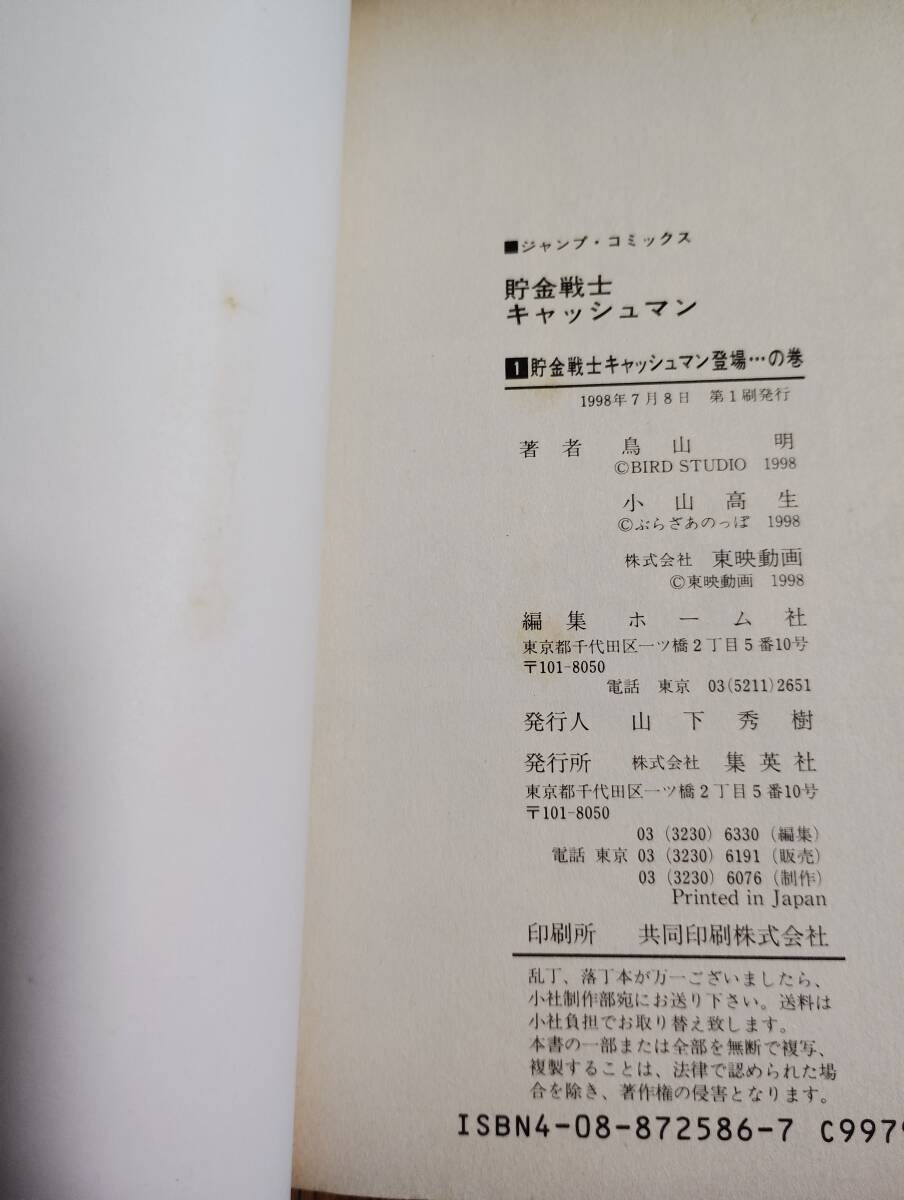 ■ジャンプ・コミックス
貯金戦士
キャッシュマン
1 貯金戦士キャッシュマン登場…の巻
1998年7月8日 第1刷発行
著者 鳥山 明
©BIRD STUDIO 1998
小山高生
©ぶらざあのっぽ 1998
株式会社 東映動画
©東映動画 1998
編集 ホーム社
東京都千代田区一ツ橋2丁目5番10号
〒101-8050
電話 東京 03(5211)2651
発行人 山下秀樹
発行所 株式会社 集英社
東京都千代田区一ツ橋2丁目5番10号
〒101-8050
03(3230)6330(編集)
電話 東京 03(3230)6191(販売)
03(3230)6076(制作)
Printed in Japan
印刷所 共同印刷株式会社
乱丁、落丁本が万一ございましたら、
小社制作部宛にお送り下さい。送料は
小社負担でお取り替え致します。
本書の一部または全部を無断で複写、
複製することは、法律で認められた場
合を除き、著作権の侵害となります。
ISBN4-08-872586-7 C9979